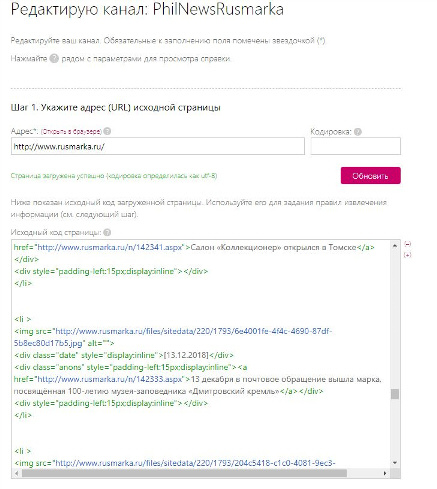 Редактирую канал: PhilNewsRusmarka
Редактируйте ваш канал. Обязательные к заполнению поля помечены звездочкой (*)
Нажмите ? рядом с параметрами для просмотра справки.
Шаг 1. Укажите адрес (URL) исходной страницы
Адрес*: (Открыть в браузере) ?
Кодировка: ?
http://www.rusmarka.ru/
Страница загружена успешно (кодировка определилась как utf-8)
Обновить
Ниже показан исходный код загруженной страницы. Используйте его для задания правил извлечения
информации (см. следующий шаг).
Исходный код страницы: ?
href="http://www.rusmarka.ru/n/142341.aspx">Салон «Коллекционер» открылся в Томске</a>
</div>
<div style="padding-left:15px;display:inline"></div>
</li>
<li >
<img src="http://www.rusmarka.ru/files/sitedata/220/1793/6e4001fe-4f4c-4690-87df-
5b8ec80d17b5.jpg" alt="">
<div class="date" style="display:inline">[13.12.2018]</div>
<div class="anons" style="padding-left:15px;display:inline"><a
href="http://www.rusmarka.ru/n/142333.aspx">13 декабря в почтовое обращение вышла марка,
посвящённая 100-летию музея-заповедника «Дмитровский кремль»</a></div>
<div style="padding-left:15px;display:inline"></div>
</li>
<li >
<img src="http://www.rusmarka.ru/files/sitedata/220/1793/204c5418-c1c0-4081-9ec3-